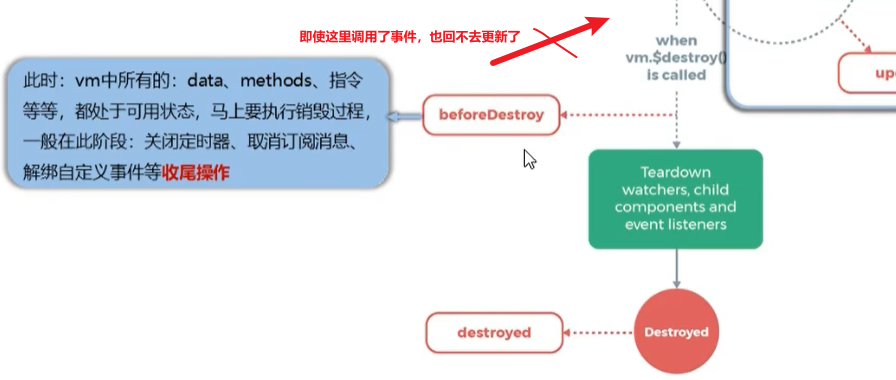 即使这里调用了事件，也回不去更新了
when
vm.$destroy()
is called
此时：vm中所有的：data、methods、指令
等等，都处于可用状态，马上要执行销毁过程，
一般在此阶段：关闭定时器、取消订阅消息、
解绑自定义事件等收尾操作
beforeDestroy
Teardown
watchers, child
components and
event listeners
destroyed
Destroyed